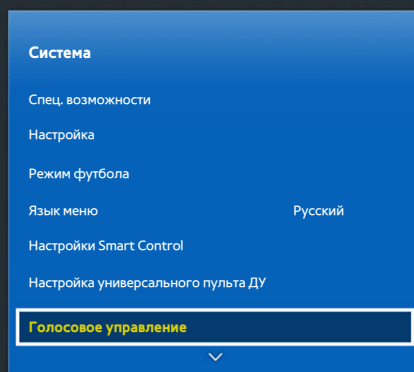 Система
Спец. возможности
Настройка
Режим футбола
Язык меню Русский
Настройки Smart Control
Настройка универсального пульта ДУ
Голосовое управление